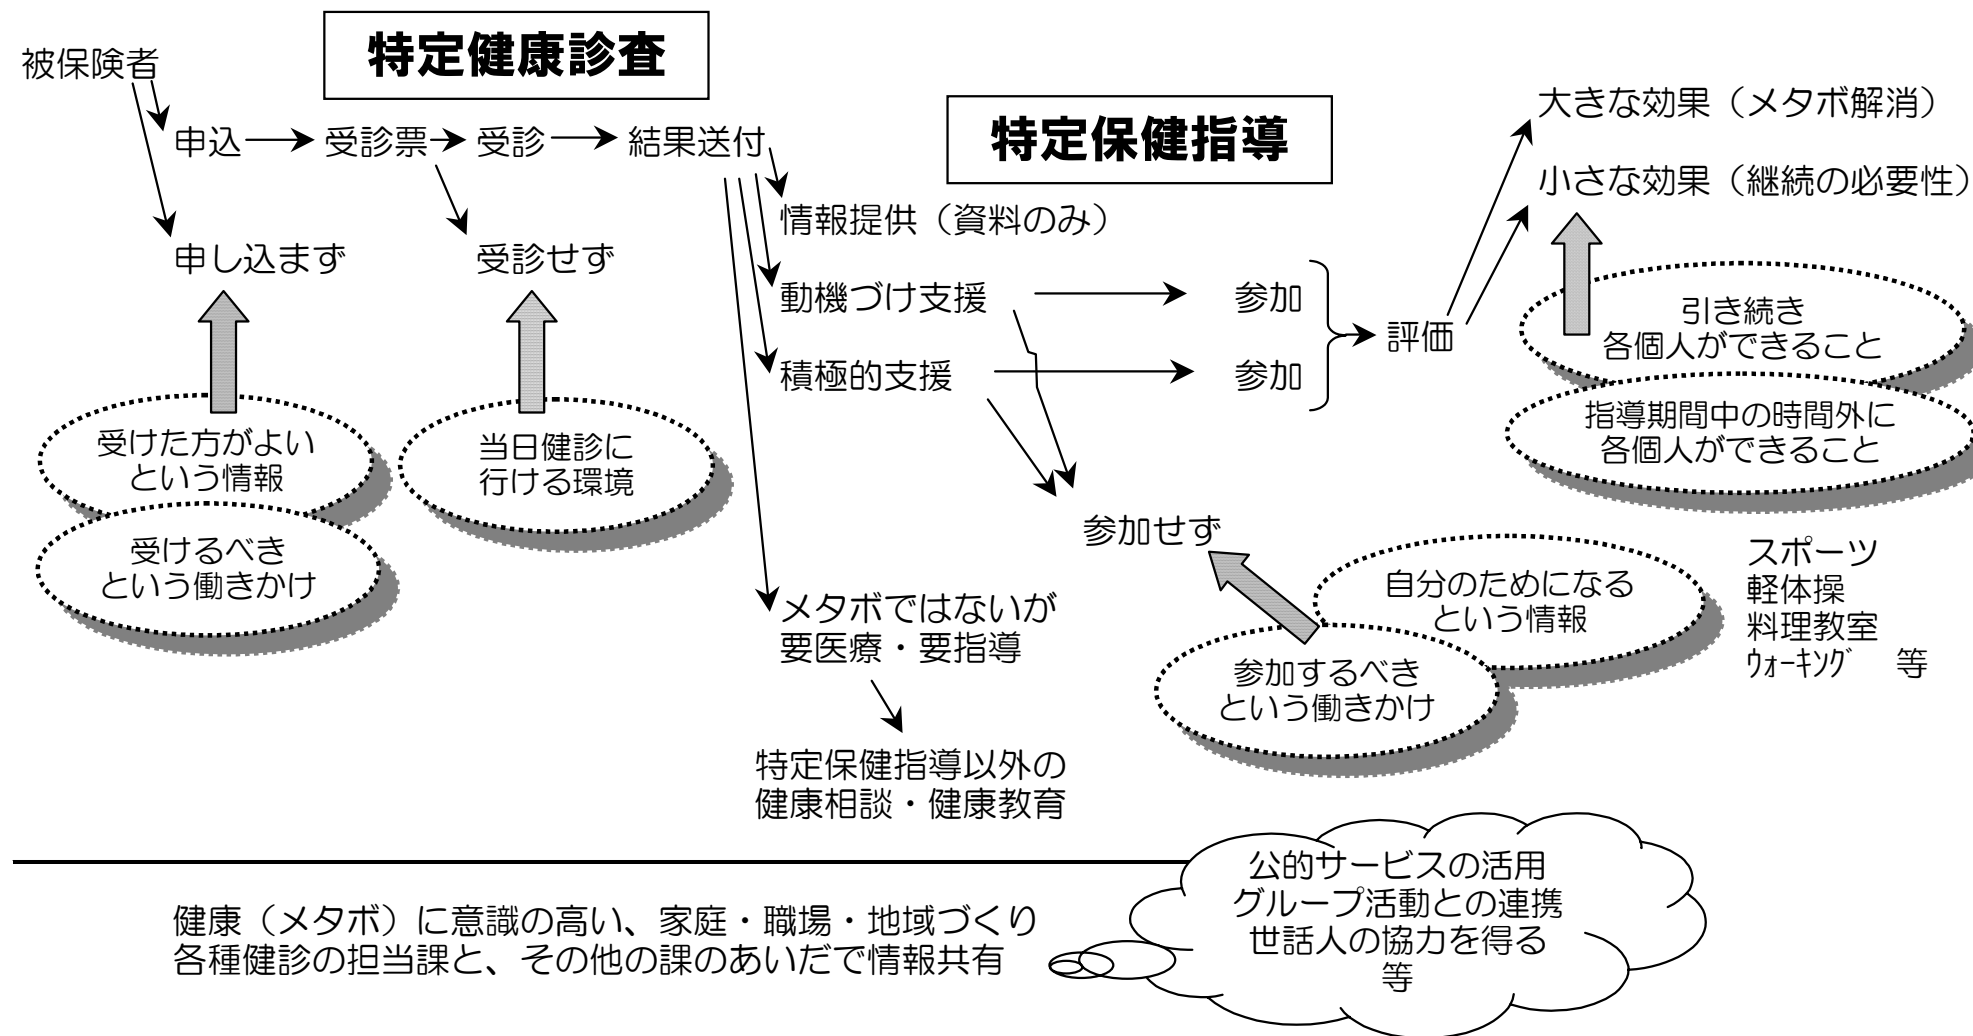 特定健康診査
被保険者
申込
受診票
受診
結果送付
申し込まず
受診せず
受けた方がよい
という情報
受けるべき
という働きかけ
当日健診に
行ける環境
特定保健指導
情報提供（資料のみ）
動機づけ支援
参加
積極的支援
参加
評価
大きな効果（メタボ解消）
小さな効果（継続の必要性）
引き続き
各個人ができること
指導期間中の時間外に
各個人ができること
参加せず
自分のためになる
という情報
参加するべき
という働きかけ
スポーツ
軽体操
料理教室
ｳｫｰｷﾝｸﾞ　等
メタボではないが
要医療・要指導
特定保健指導以外の
健康相談・健康教育
健康（メタボ）に意識の高い、家庭・職場・地域づくり
各種健診の担当課と、その他の課のあいだで情報共有
公的サービスの活用
グループ活動との連携
世話人の協力を得る
等